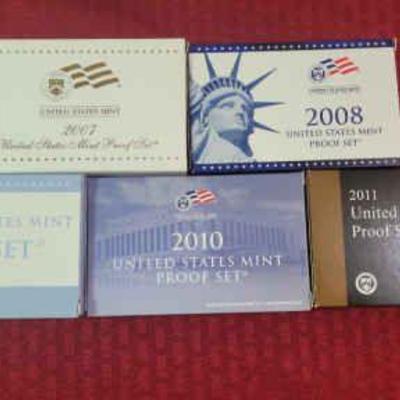 UNITED STATES MINT
2007
United States Mint Proof Set®
2008
UNITED STATES MINT
PROOF SET®
ES MINT
SET®
2010
UNITED STATES MINT
PROOF SET®
2011
United
Proof S